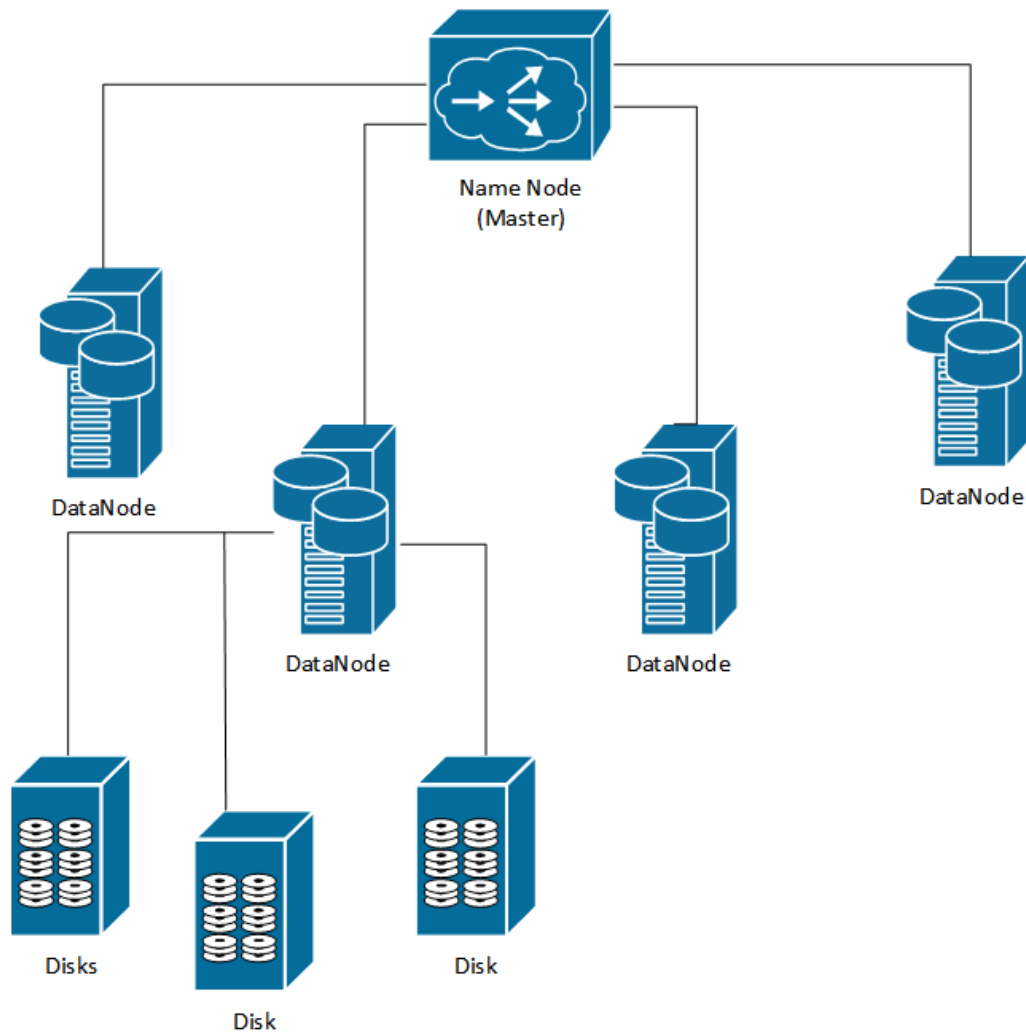 Name Node
(Master)
DataNode
DataNode
DataNode
DataNode
Disks
Disk
Disk